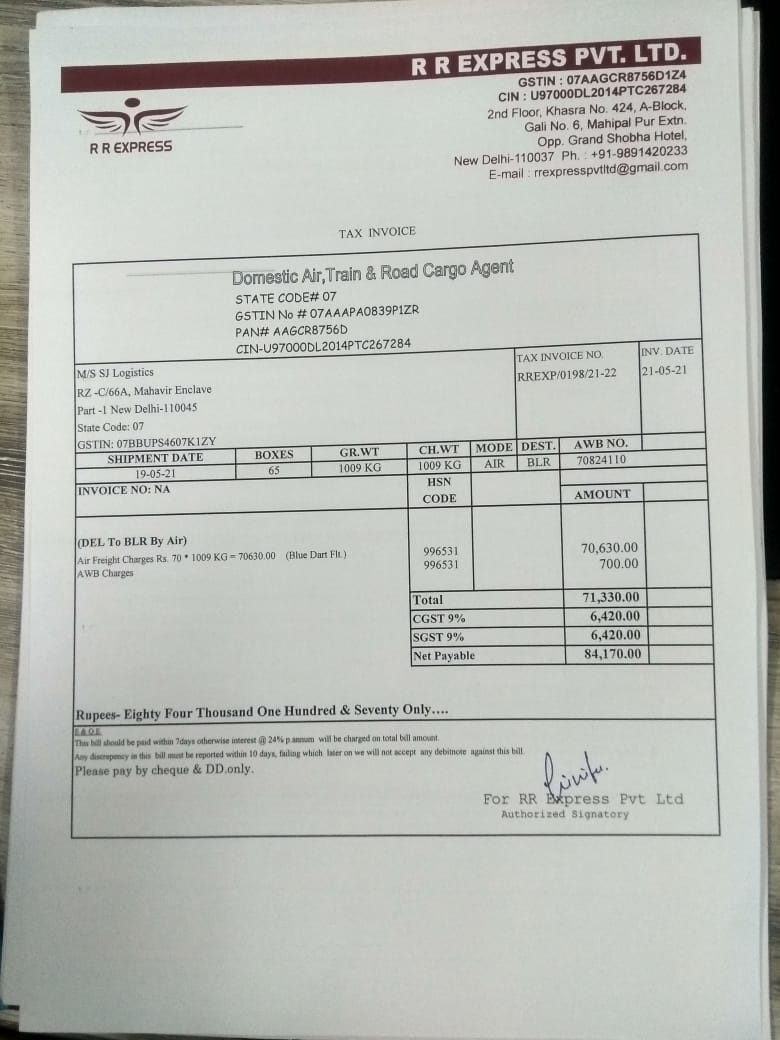 R R EXPRESS PVT. LTD.
GSTIN : 07AAGCR8756D1Z4
CIN : U97000DL2014PTC267284
2nd Floor, Khasra No. 424, A-Block,
Gali No. 6, Mahipal Pur Extn.
Opp. Grand Shobha Hotel,
New Delhi-110037 Ph. : +91-9891420233
E-mail : rrexpresspvtltd@gmail.com
R R EXPRESS
TAX INVOICE
Domestic Air,Train & Road Cargo Agent
STATE CODE# 07
GSTIN No # 07AAAPA0839P1ZR
PAN# AAGCR8756D
CIN-U97000DL2014PTC267284
M/S SJ Logistics
RZ -C/66A, Mahavir Enclave
Part -1 New Delhi-110045
State Code: 07
GSTIN: 07BBUPS4607K1ZY
TAX INVOICE NO. INV. DATE
RREXP/0198/21-22 21-05-21
SHIPMENT DATE BOXES GR.WT CH.WT MODE DEST. AWB NO.
19-05-21 65 1009 KG 1009 KG AIR BLR 70824110
INVOICE NO: NA HSN CODE AMOUNT
(DEL To BLR By Air)
Air Freight Charges Rs. 70 * 1009 KG = 70630.00 (Blue Dart Flt.) 996531 70,630.00
AWB Charges 996531 700.00
Total 71,330.00
CGST 9% 6,420.00
SGST 9% 6,420.00
Net Payable 84,170.00
Rupees- Eighty Four Thousand One Hundred & Seventy Only....
E.&.O.E
This bill should be paid within 7days otherwise interest @ 24% p.annum will be charged on total bill amount.
Any discrepency in this bill must be reported within 10 days, failing which later on we will not accept any debitnote against this bill.
Please pay by cheque & DD.only.
For RR Express Pvt Ltd
Authorized Signatory